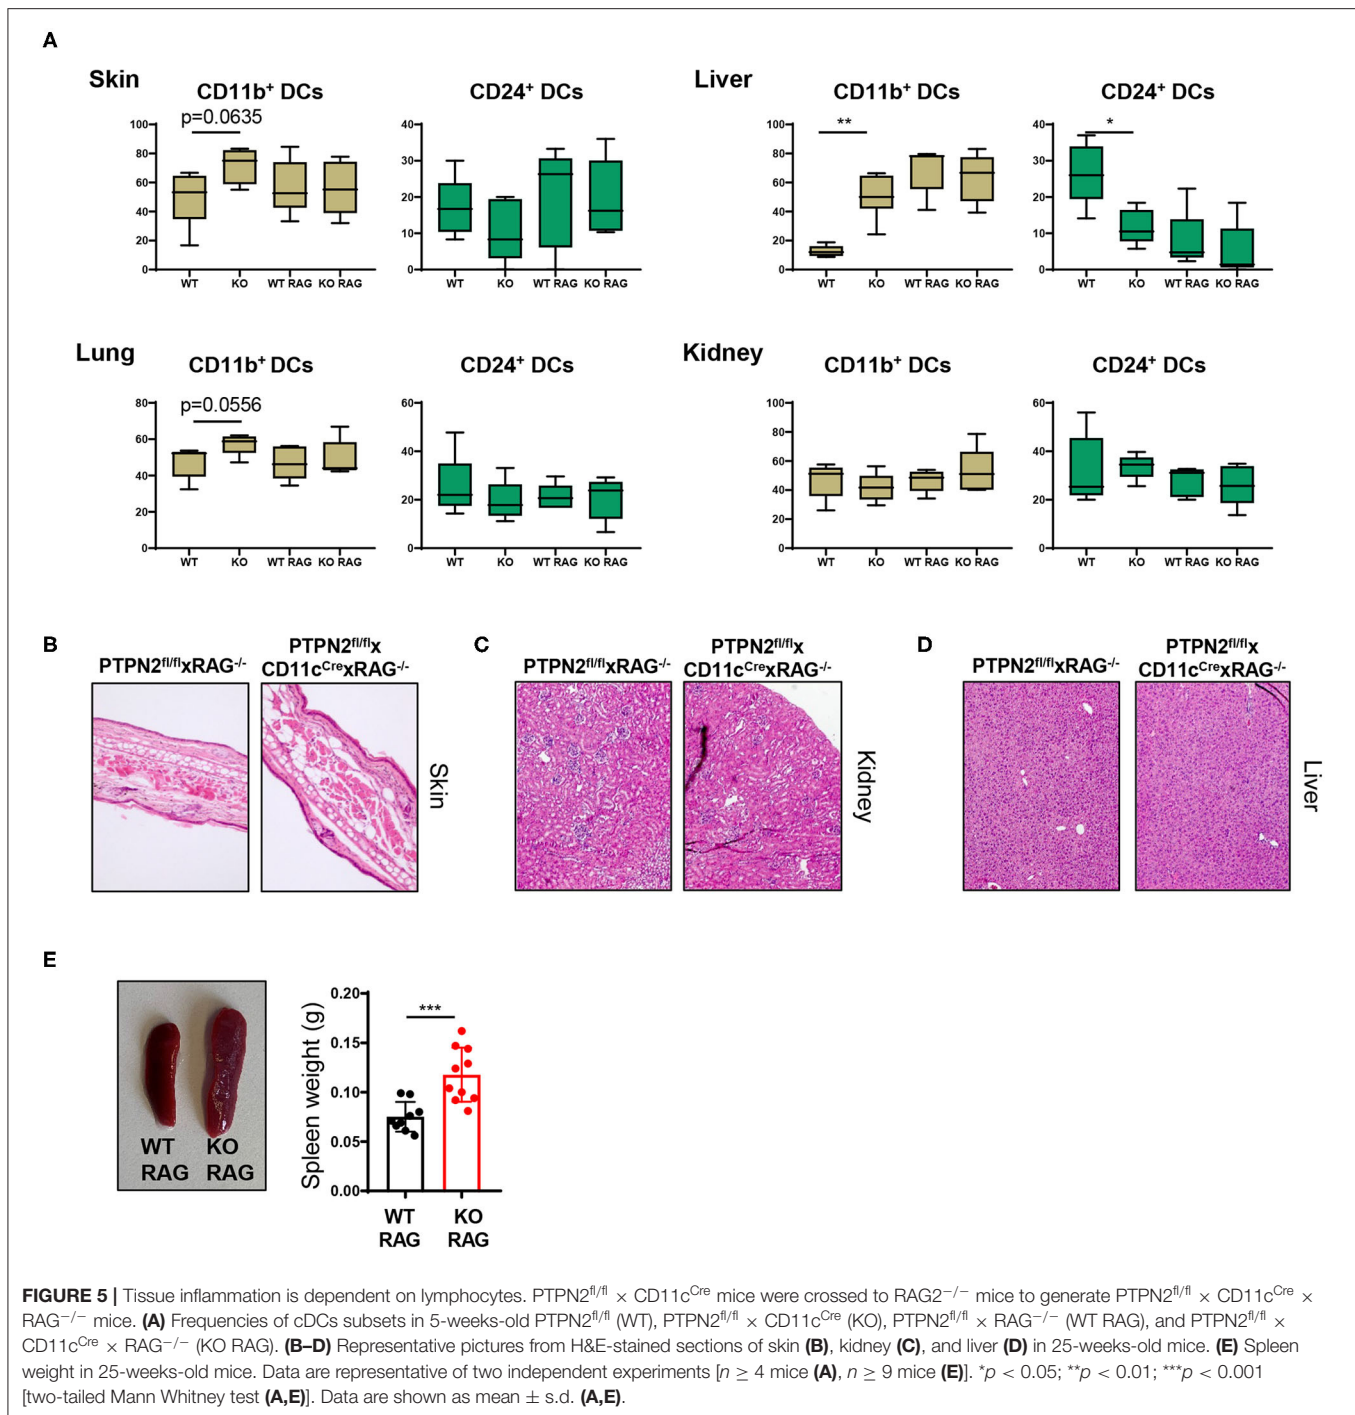 A
Skin
CD11b⁺ DCs
p=0.0635
100
80
60
40
20
0
WT KO WT RAG KO RAG
CD24⁺ DCs
40
30
20
10
0
WT KO WT RAG KO RAG
Liver
CD11b⁺ DCs
**
100
80
60
40
20
0
WT KO WT RAG KO RAG
CD24⁺ DCs
*
40
30
20
10
0
WT KO WT RAG KO RAG
Lung
CD11b⁺ DCs
p=0.0556
80
60
40
20
0
WT KO WT RAG KO RAG
CD24⁺ DCs
60
40
20
0
WT KO WT RAG KO RAG
Kidney
CD11b⁺ DCs
100
80
60
40
20
0
WT KO WT RAG KO RAG
CD24⁺ DCs
60
40
20
0
WT KO WT RAG KO RAG
B
PTPN2fl/flxRAG-/-
PTPN2fl/flx
CD11cCrexRAG-/-
Skin
C
PTPN2fl/flxRAG-/-
PTPN2fl/flx
CD11cCrexRAG-/-
Kidney
D
PTPN2fl/flxRAG-/-
PTPN2fl/flx
CD11cCrexRAG-/-
Liver
E
WT KO
RAG RAG
Spleen weight (g)
***
0.20
0.15
0.10
0.05
0.00
WT KO
RAG RAG
FIGURE 5 | Tissue inflammation is dependent on lymphocytes. PTPN2fl/fl × CD11cCre mice were crossed to RAG2−/− mice to generate PTPN2fl/fl × CD11cCre ×
RAG−/− mice. (A) Frequencies of cDCs subsets in 5-weeks-old PTPN2fl/fl (WT), PTPN2fl/fl × CD11cCre (KO), PTPN2fl/fl × RAG−/− (WT RAG), and PTPN2fl/fl ×
CD11cCre × RAG−/− (KO RAG). (B–D) Representative pictures from H&E-stained sections of skin (B), kidney (C), and liver (D) in 25-weeks-old mice. (E) Spleen
weight in 25-weeks-old mice. Data are representative of two independent experiments [n ≥ 4 mice (A), n ≥ 9 mice (E)]. *p < 0.05; **p < 0.01; ***p < 0.001
[two-tailed Mann Whitney test (A,E)]. Data are shown as mean ± s.d. (A,E).